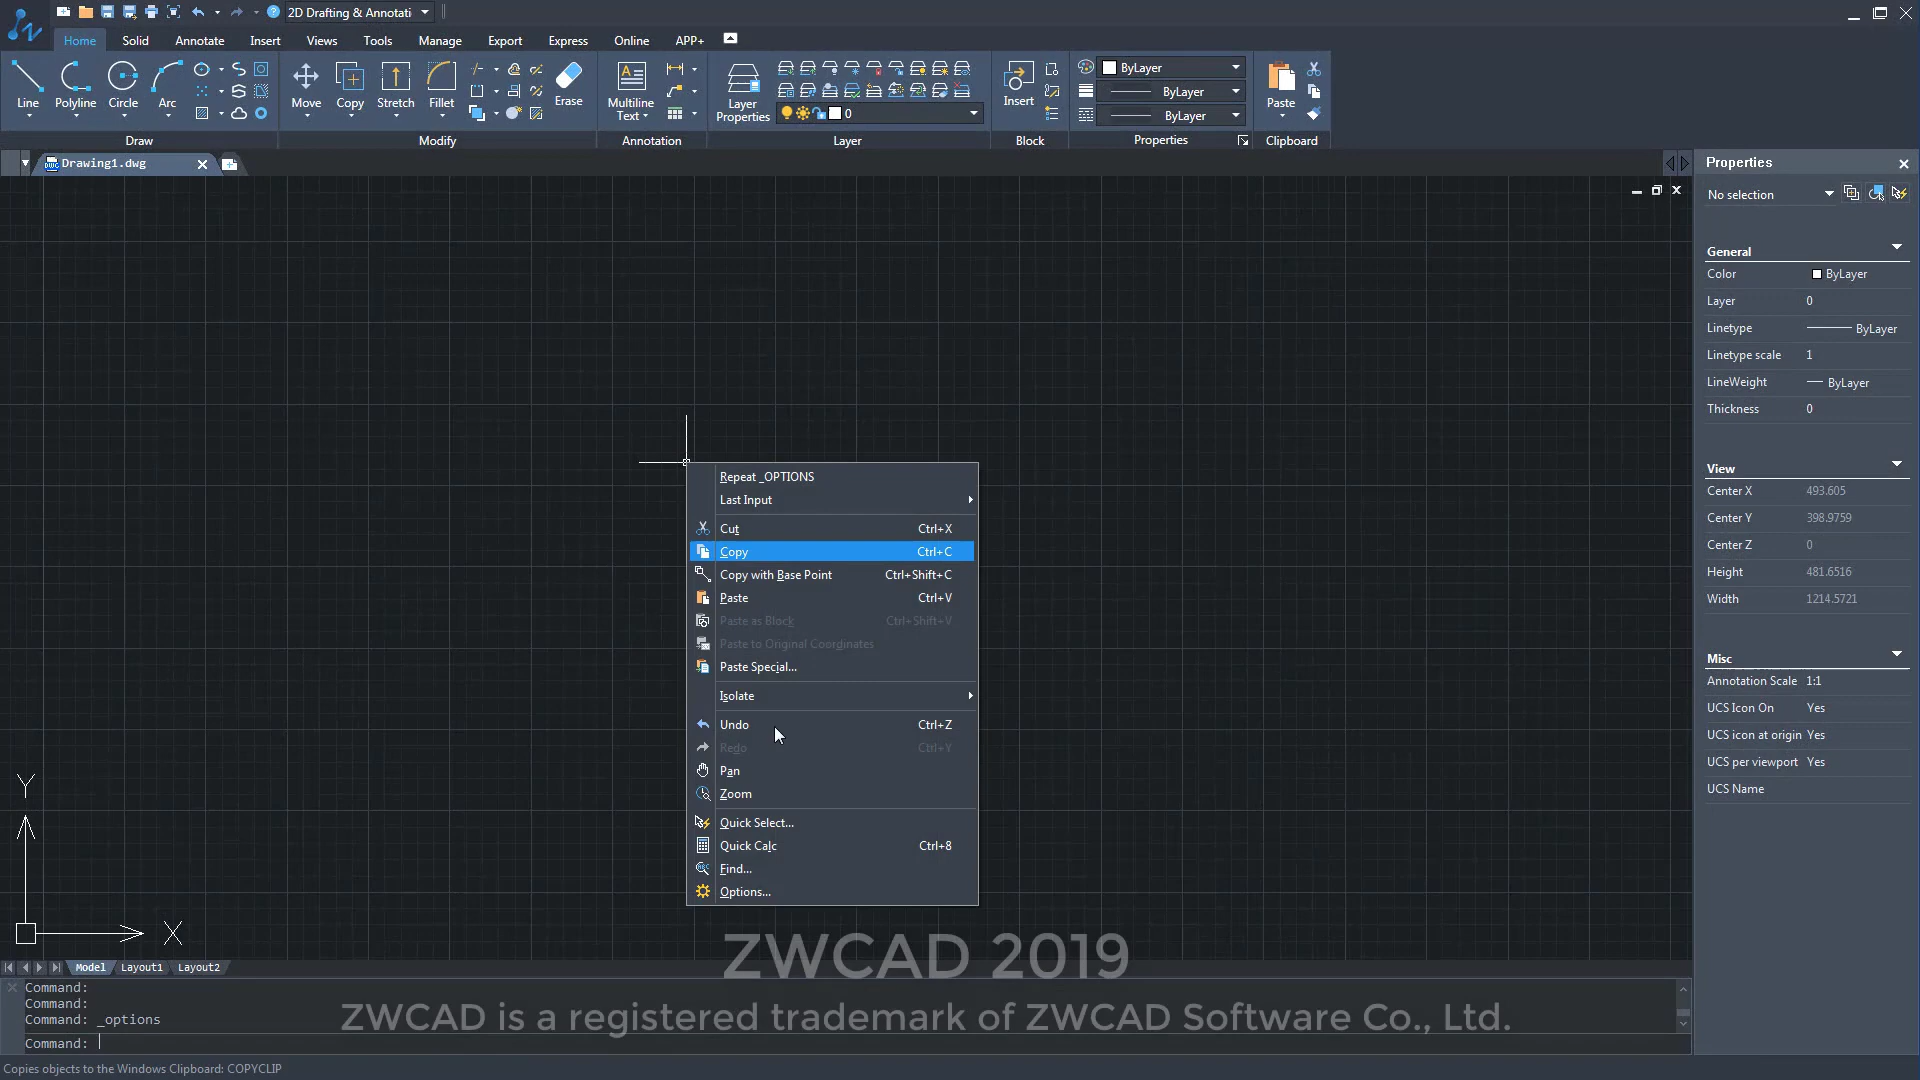 2D Drafting & Annotati
Home Solid Annotate Insert Views Tools Manage Export Express Online APP+
Line Polyline Circle Arc
Move Copy Stretch Fillet Erase
Multiline Text
Layer Properties
0
Insert
ByLayer
ByLayer
ByLayer
Paste
Draw Modify Annotation Layer Block Properties Clipboard
Drawing1.dwg
Properties
No selection
General
Color ByLayer
Layer 0
Linetype ByLayer
Linetype scale 1
LineWeight ByLayer
Thickness 0
View
Center X 493.605
Center Y 398.9759
Center Z 0
Height 481.6516
Width 1214.5721
Misc
Annotation Scale 1:1
UCS Icon On Yes
UCS icon at origin Yes
UCS per viewport Yes
UCS Name
Repeat _OPTIONS
Last Input
Cut Ctrl+X
Copy Ctrl+C
Copy with Base Point Ctrl+Shift+C
Paste Ctrl+V
Paste as Block Ctrl+Shift+V
Paste to Original Coordinates
Paste Special...
Isolate
Undo Ctrl+Z
Redo Ctrl+Y
Pan
Zoom
Quick Select...
Quick Calc Ctrl+8
Find...
Options...
Y
X
ZWCAD 2019
Model Layout1 Layout2
Command:
Command:
Command: _options
ZWCAD is a registered trademark of ZWCAD Software Co., Ltd.
Command:
Copies objects to the Windows Clipboard: COPYCLIP